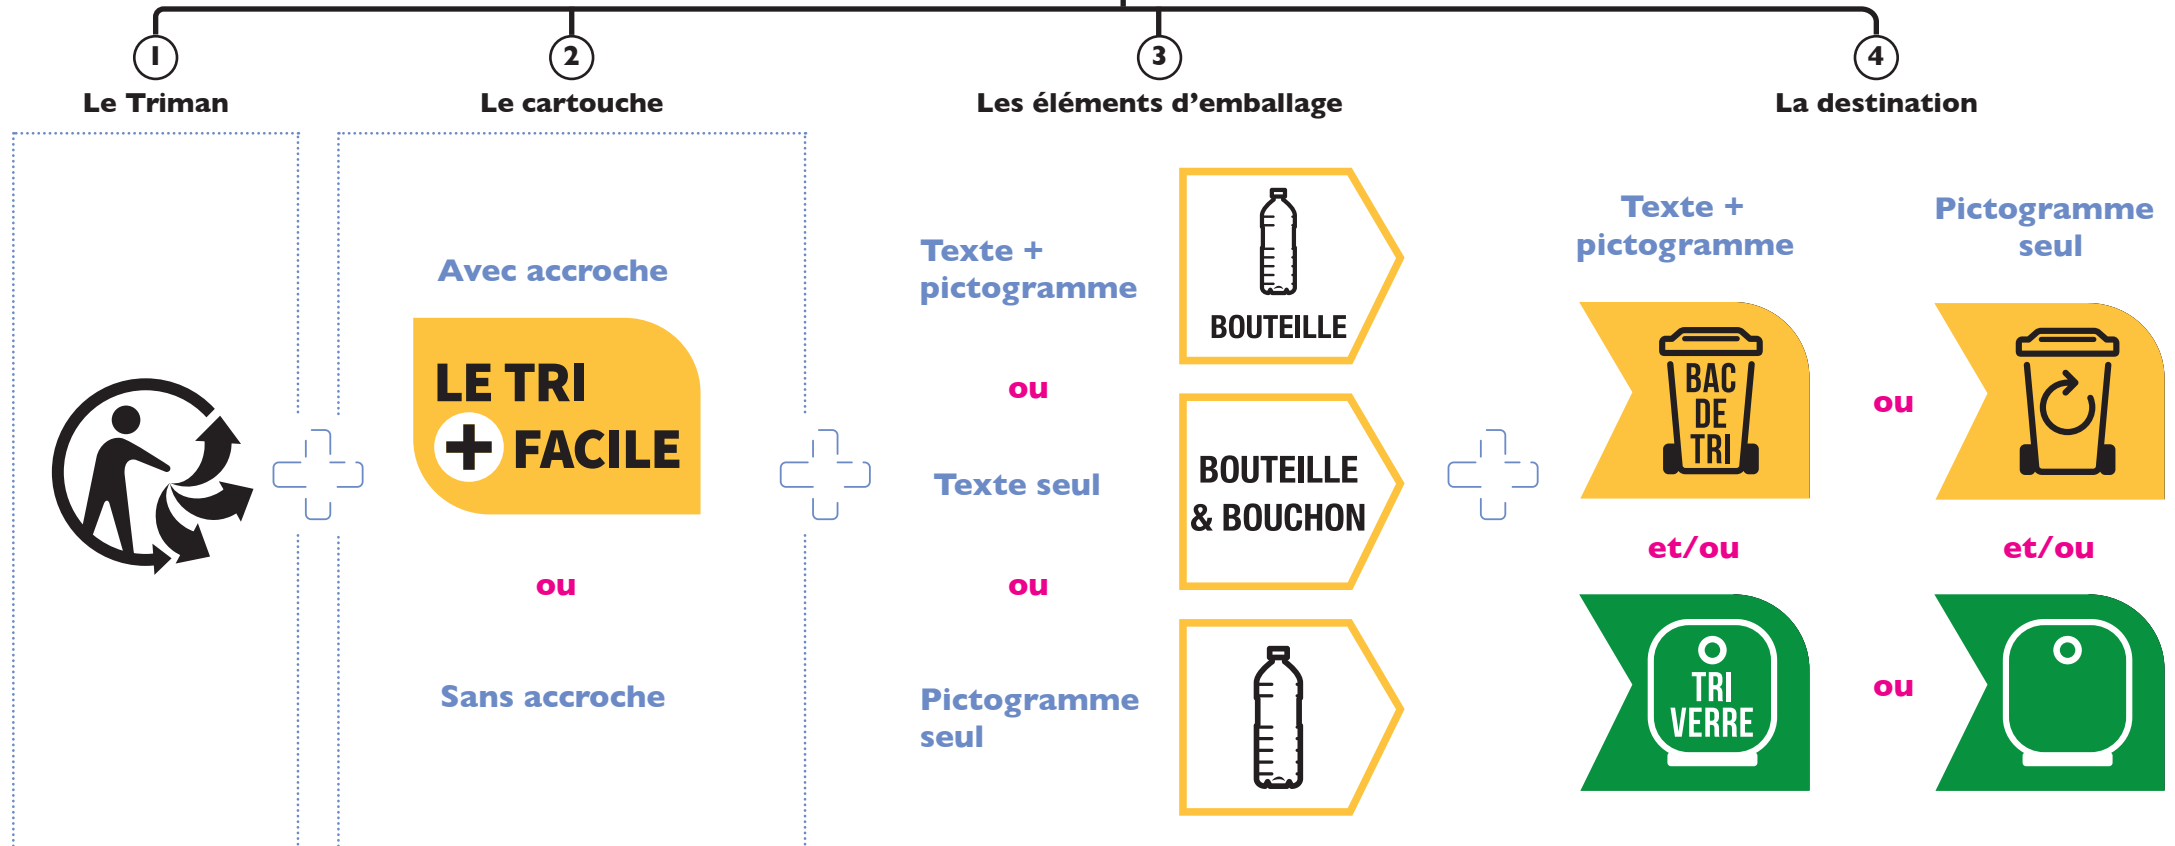 1
Le Triman
2
Le cartouche
Avec accroche
LE TRI
+ FACILE
ou
Sans accroche
3
Les éléments d’emballage
Texte +
pictogramme
BOUTEILLE
ou
Texte seul
BOUTEILLE
& BOUCHON
ou
Pictogramme
seul
4
La destination
Texte +
pictogramme
Pictogramme
seul
BAC
DE
TRI
ou
et/ou
et/ou
TRI
VERRE
ou